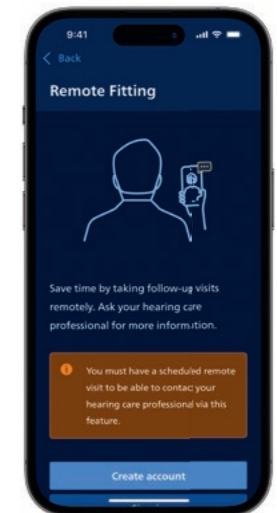 9:41
Back
Remote Fitting
Save time by taking follow-up visits
remotely. Ask your hearing care
professional for more information.
You must have a scheduled remote
visit to be able to contact your
hearing care professional via this
feature.
Create account